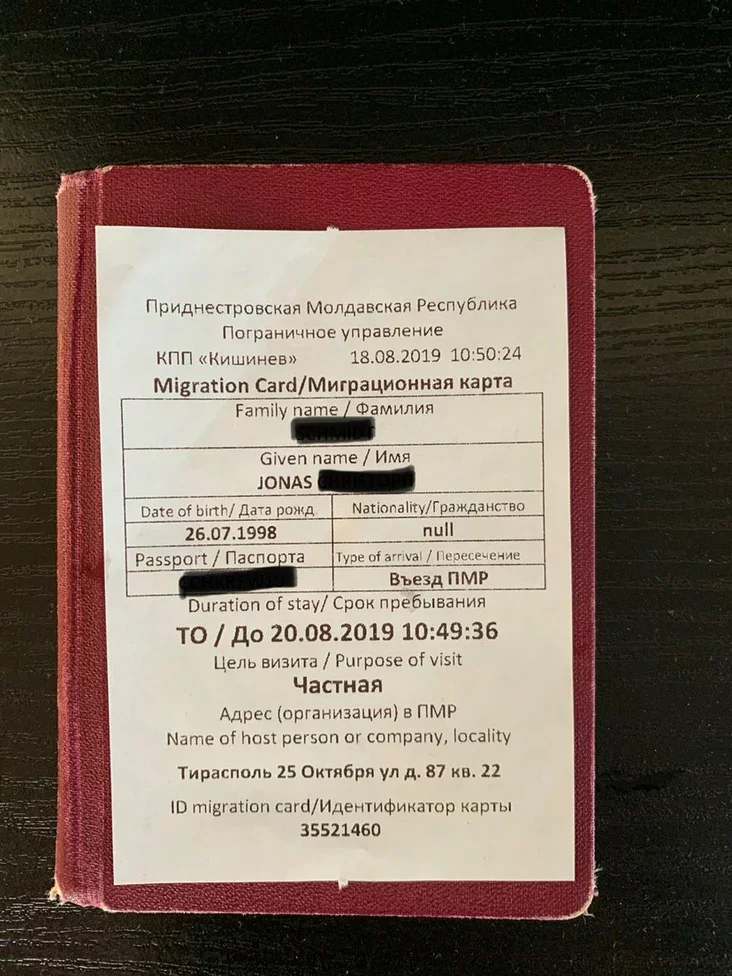 Приднестровская Молдавская Республика
Пограничное управление
КПП «Кишинев» 18.08.2019 10:50:24
Migration Card/Миграционная карта
Family name / Фамилия
Given name / Имя
JONAS
Date of birth/ Дата рожд. Nationality/Гражданство
26.07.1998 null
Passport / Паспорта Type of arrival / Пересечение
Въезд ПМР
Duration of stay/ Срок пребывания
TO / До 20.08.2019 10:49:36
Цель визита / Purpose of visit
Частная
Адрес (организация) в ПМР
Name of host person or company, locality
Тирасполь 25 Октября ул д. 87 кв. 22
ID migration card/Идентификатор карты
35521460